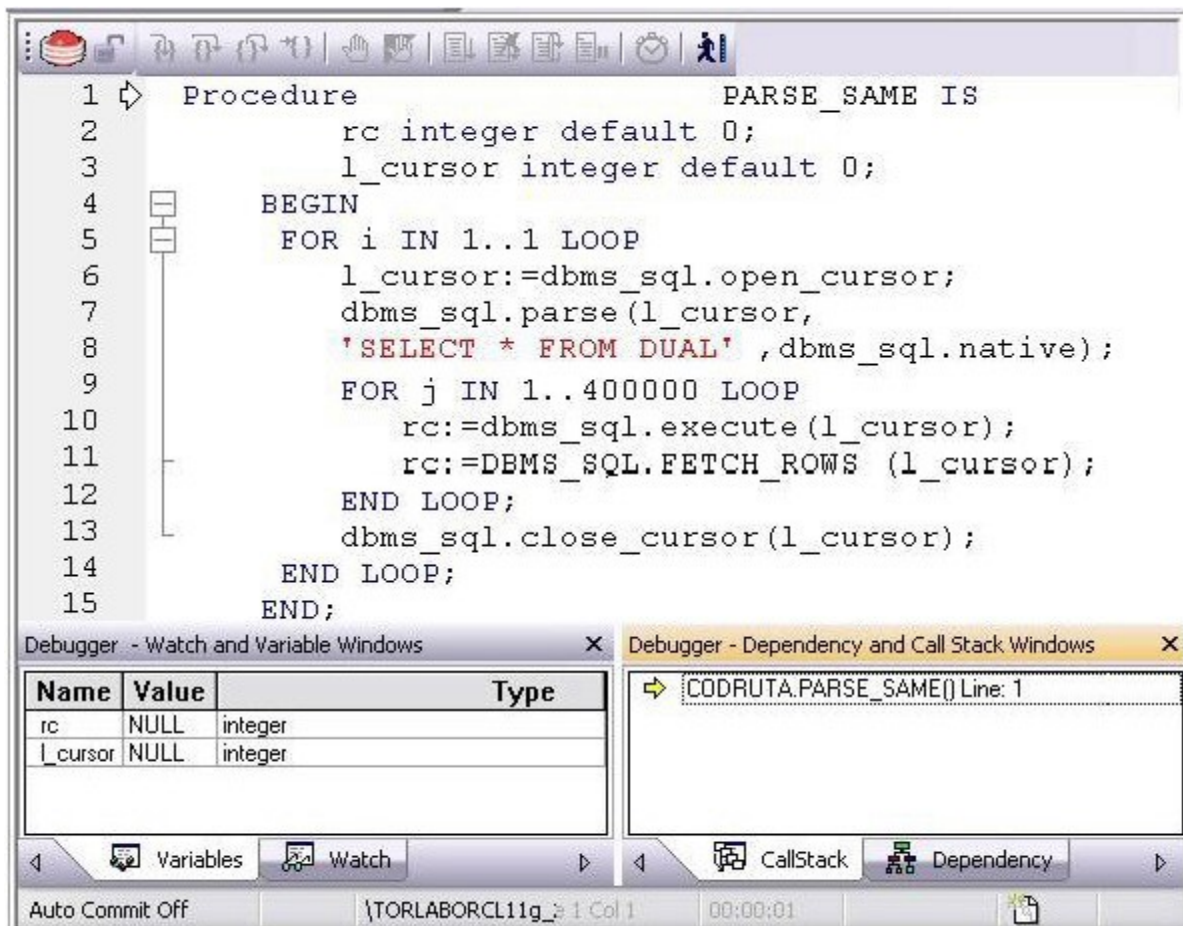 1 Procedure PARSE_SAME IS
2 rc integer default 0;
3 l_cursor integer default 0;
4 BEGIN
5 FOR i IN 1..1 LOOP
6 l_cursor:=dbms_sql.open_cursor;
7 dbms_sql.parse(l_cursor,
8 'SELECT * FROM DUAL' ,dbms_sql.native);
9 FOR j IN 1..400000 LOOP
10 rc:=dbms_sql.execute(l_cursor);
11 rc:=DBMS_SQL.FETCH_ROWS (l_cursor);
12 END LOOP;
13 dbms_sql.close_cursor(l_cursor);
14 END LOOP;
15 END;
Debugger - Watch and Variable Windows
Name Value Type
rc NULL integer
l_cursor NULL integer
Variables Watch
Debugger - Dependency and Call Stack Windows
CODRUTA.PARSE_SAME() Line: 1
CallStack Dependency
Auto Commit Off \TORLABORCL11g_ 1 Col 1 00:00:01